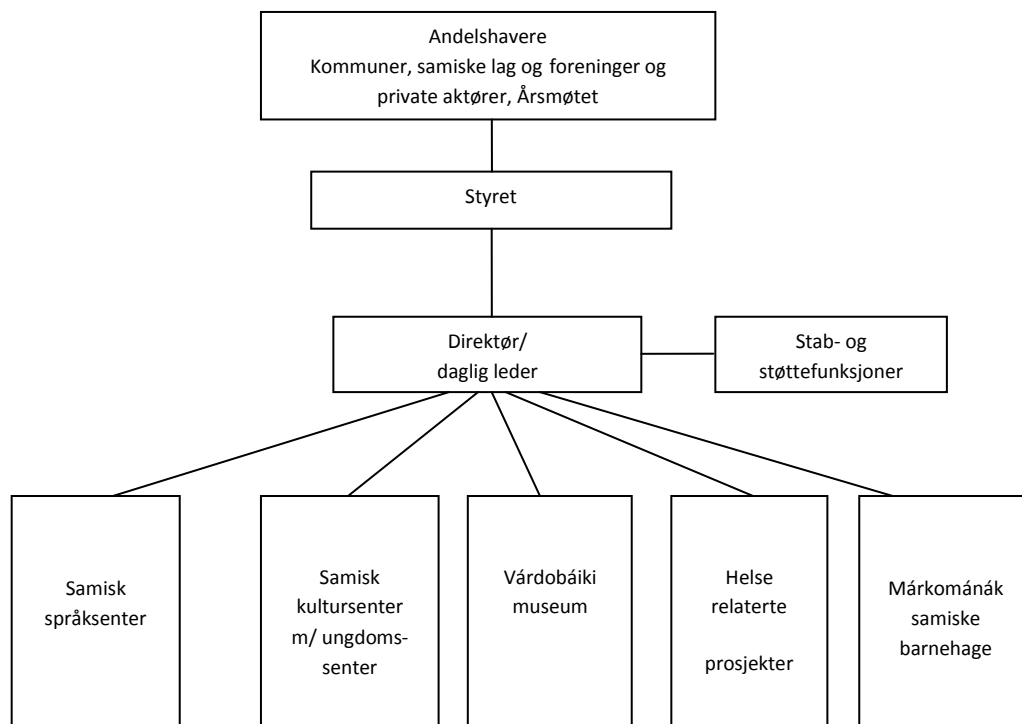 Andelshavere
Kommuner, samiske lag og foreninger og
private aktører, Årsmøtet
Styret
Direktør/
daglig leder
Stab- og
støttefunksjoner
Samisk
språksenter
Samisk
kultursenter
m/ ungdoms-
senter
Várdobáiki
museum
Helse
relaterte
prosjekter
Márkománák
samiske
barnehage